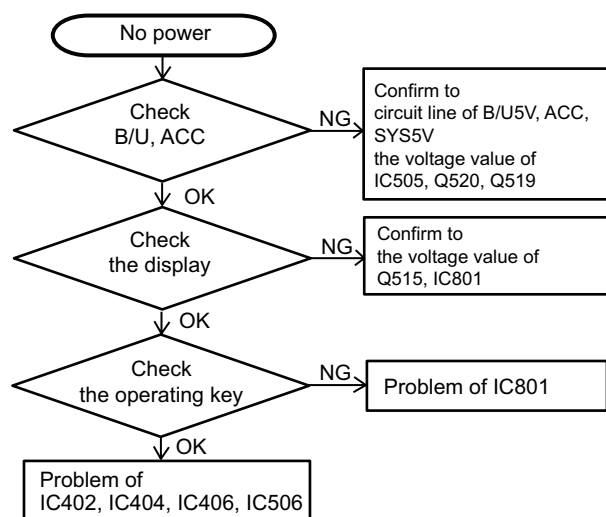 No power
Check
B/U, ACC
NG
Confirm to
circuit line of B/U5V, ACC,
SYS5V
the voltage value of
IC505, Q520, Q519
OK
Check
the display
NG
Confirm to
the voltage value of
Q515, IC801
OK
Check
the operating key
NG
Problem of IC801
OK
Problem of
IC402, IC404, IC406, IC506